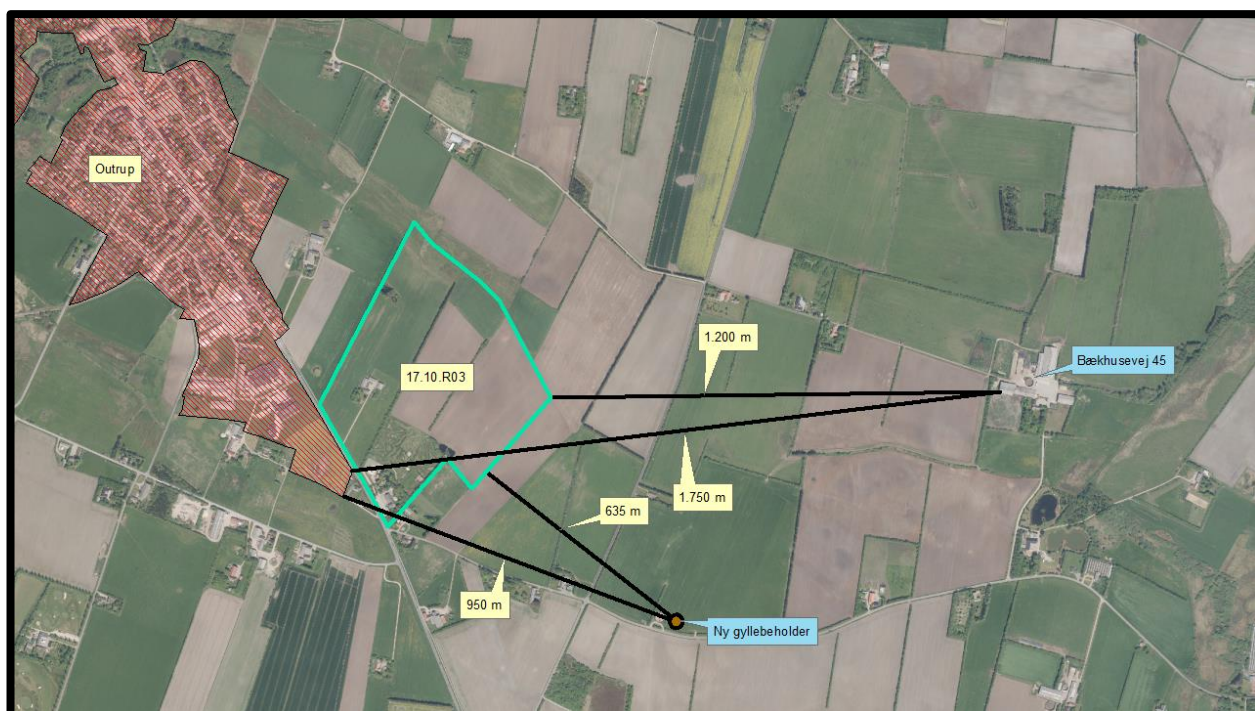 Outrup
1.200 m
Bækhusevej 45
17.10.R03
1.750 m
635 m
950 m
Ny gyllebeholder